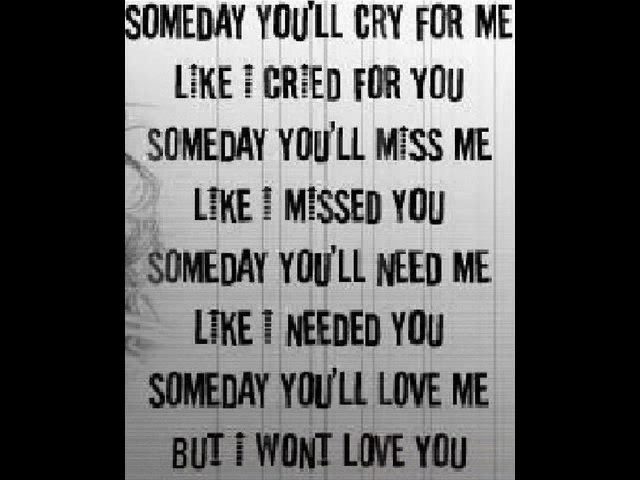 SOMEDAY YOU'LL CRY FOR ME
LIKE I CRIED FOR YOU
SOMEDAY YOU'LL MISS ME
LIKE I MISSED YOU
SOMEDAY YOU'LL NEED ME
LIKE I NEEDED YOU
SOMEDAY YOU'LL LOVE ME
BUT I WONT LOVE YOU